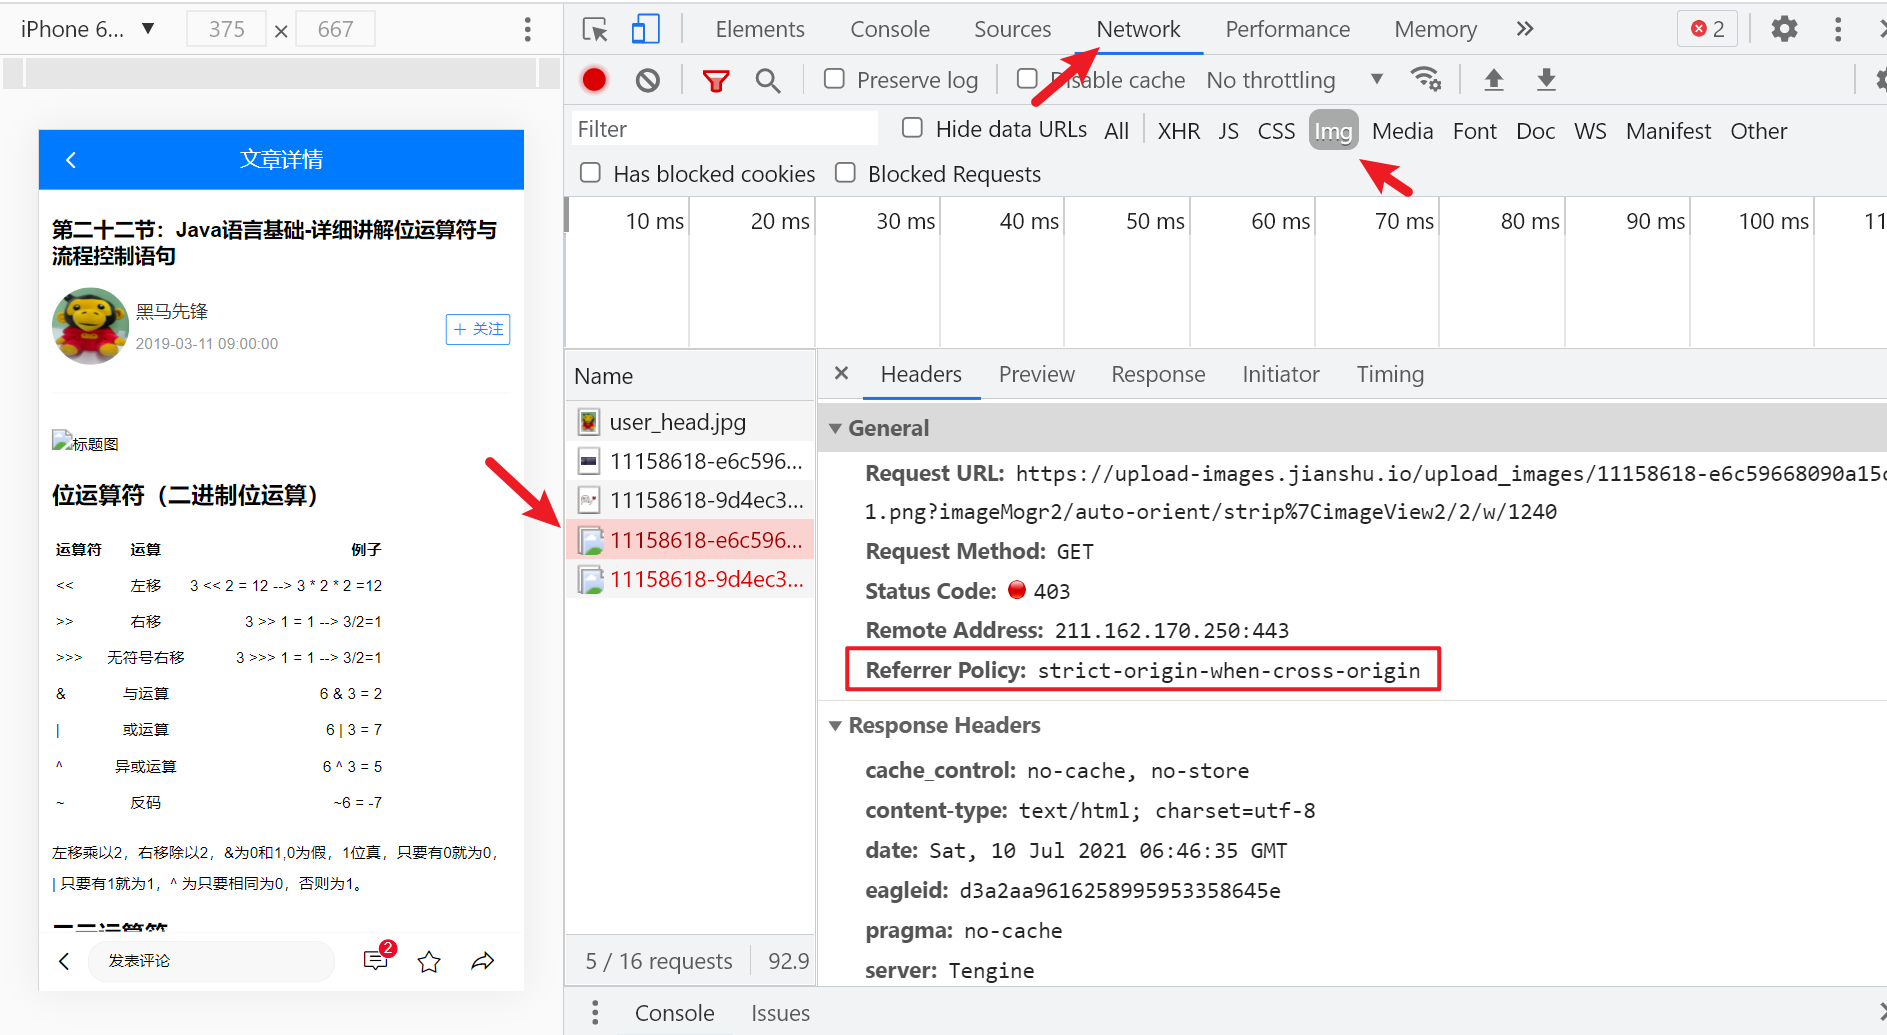 iPhone 6... ▼ 375 × 667
文章详情
第二十二节：Java语言基础-详细讲解位运算符与
流程控制语句
黑马先锋
2019-03-11 09:00:00
+ 关注
标题图
位运算符（二进制位运算）
运算符 运算 例子
<< 左移 3 << 2 = 12 --> 3 * 2 * 2 =12
>> 右移 3 >> 1 = 1 --> 3/2=1
>>> 无符号右移 3 >>> 1 = 1 --> 3/2=1
& 与运算 6 & 3 = 2
| 或运算 6 | 3 = 7
^ 异或运算 6 ^ 3 = 5
~ 反码 ~6 = -7
左移乘以2，右移除以2，&为0和1,0为假，1位真，只要有0就为0，
| 只要有1就为1，^ 为只要相同为0，否则为1。
发表评论 2
Elements Console Sources Network Performance Memory » 2
Preserve log Disable cache No throttling ▼
Filter Hide data URLs All XHR JS CSS Img Media Font Doc WS Manifest Other
Has blocked cookies Blocked Requests
10 ms 20 ms 30 ms 40 ms 50 ms 60 ms 70 ms 80 ms 90 ms 100 ms 11
Name
user_head.jpg
11158618-e6c596...
11158618-9d4ec3...
11158618-e6c596...
11158618-9d4ec3...
5 / 16 requests 92.9
× Headers Preview Response Initiator Timing
General
Request URL: https://upload-images.jianshu.io/upload_images/11158618-e6c59668090a15c
1.png?imageMogr2/auto-orient/strip%7CimageView2/2/w/1240
Request Method: GET
Status Code: 403
Remote Address: 211.162.170.250:443
Referrer Policy: strict-origin-when-cross-origin
Response Headers
cache_control: no-cache, no-store
content-type: text/html; charset=utf-8
date: Sat, 10 Jul 2021 06:46:35 GMT
eagleid: d3a2aa96162589959533586​45e
pragma: no-cache
server: Tengine
Console Issues